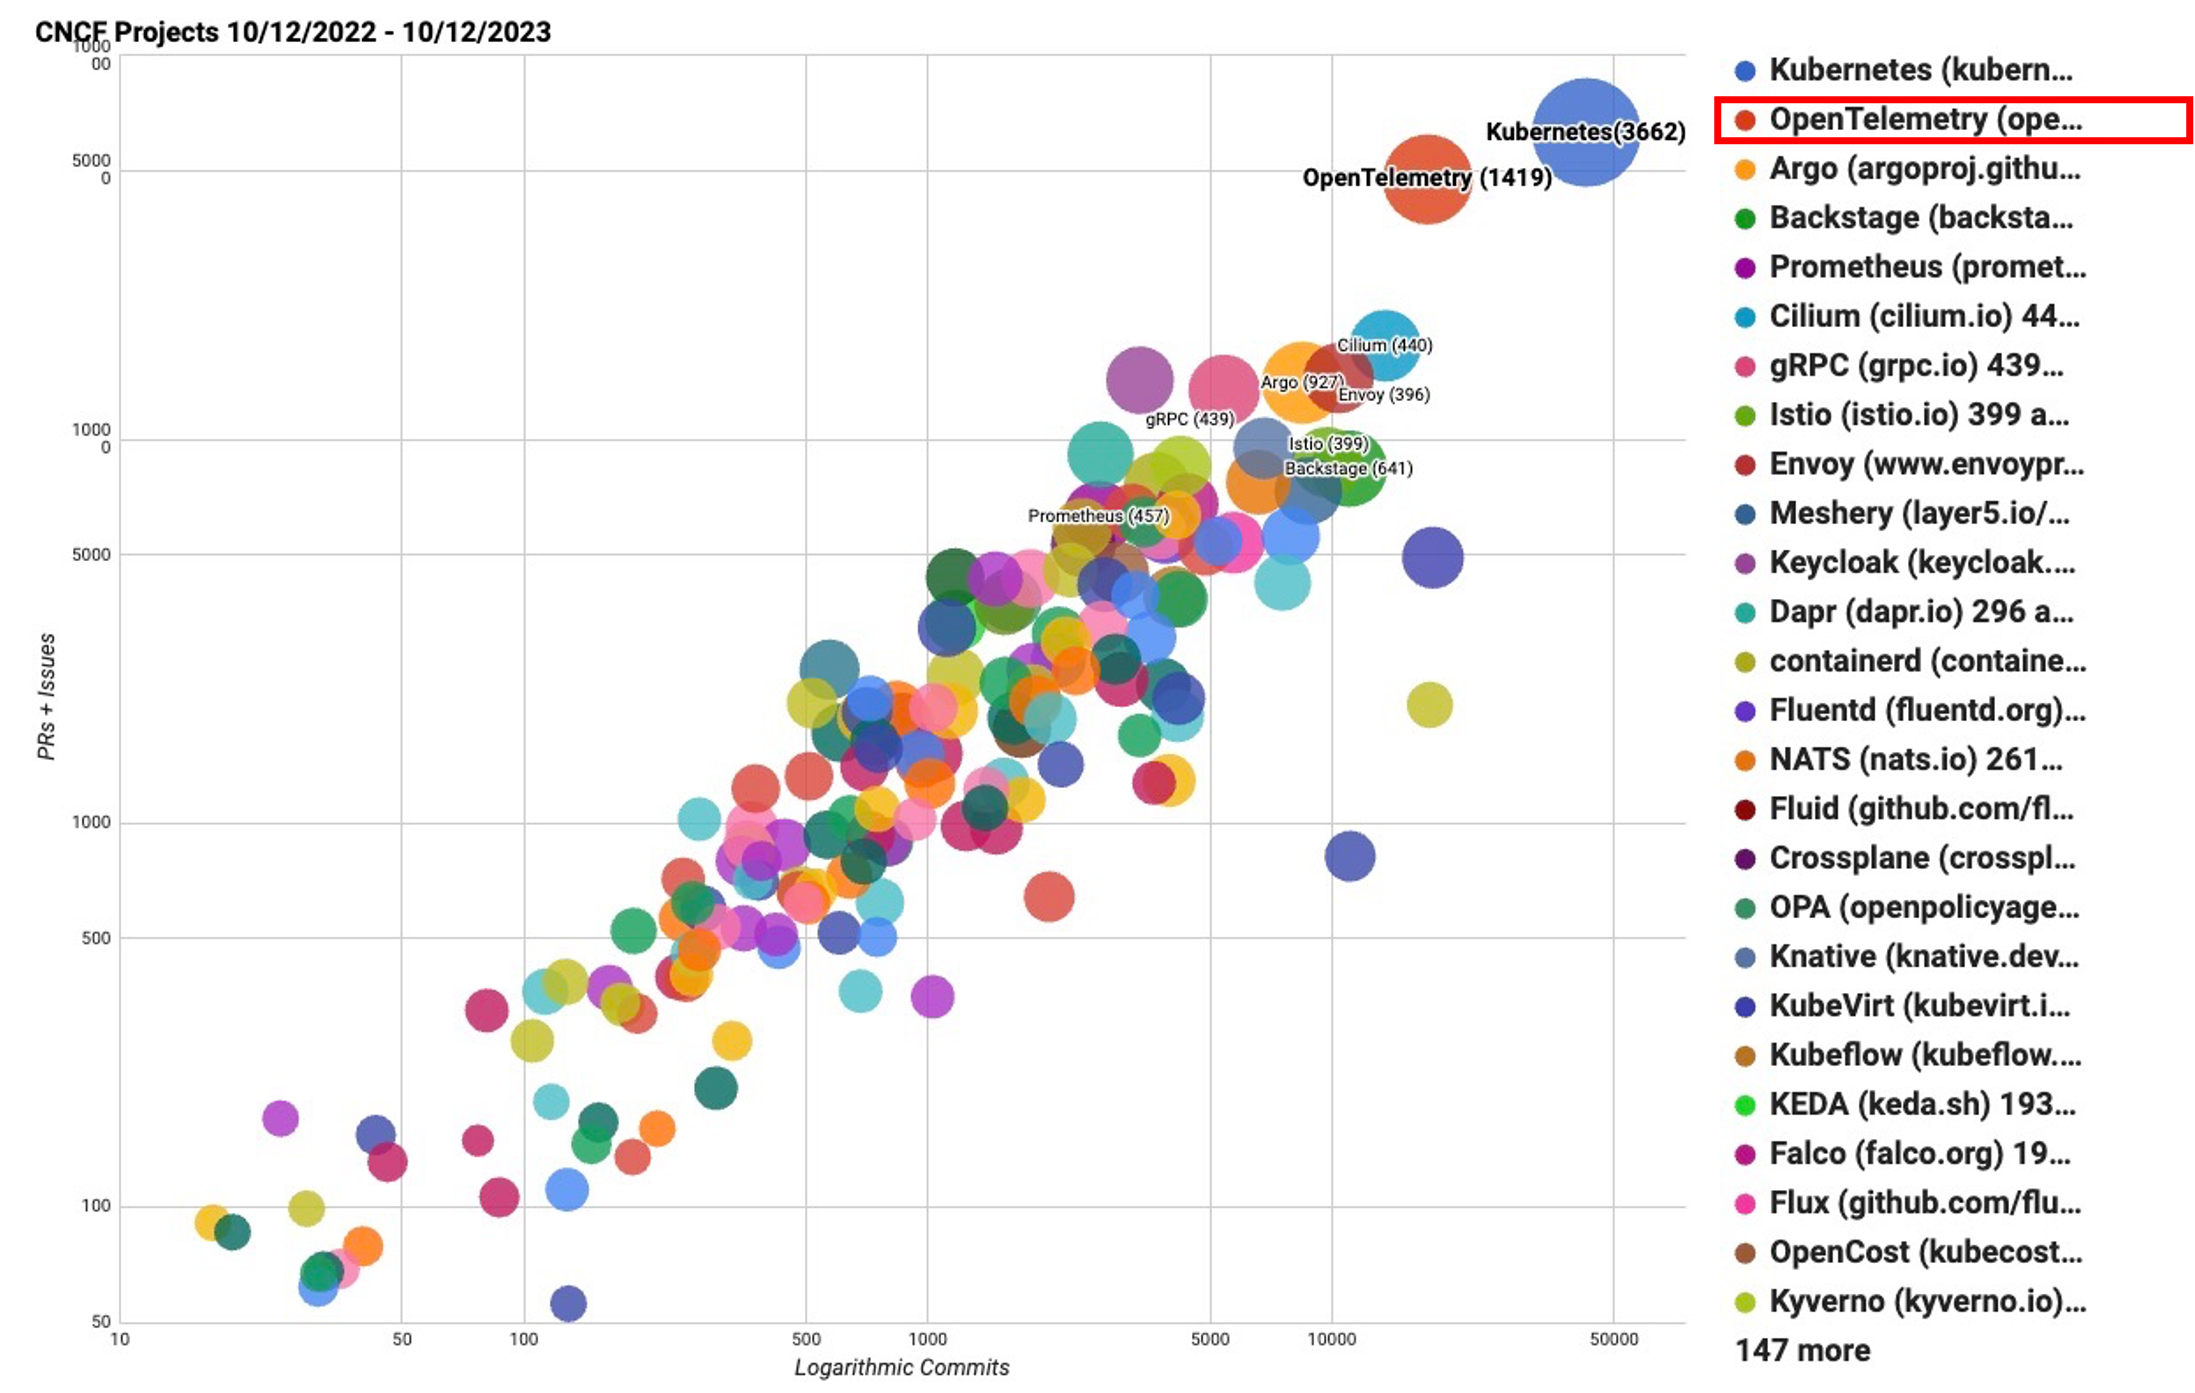 CNCF Projects 10/12/2022 - 10/12/2023
1000
00
5000
0
1000
0
5000
1000
500
100
50
PRs + Issues
10
50
100
500
1000
5000
10000
50000
Logarithmic Commits
Kubernetes(3662)
OpenTelemetry (1419)
Cilium (440)
Argo (927)
Envoy (396)
gRPC (439)
Istio (399)
Backstage (641)
Prometheus (457)
Kubernetes (kubern...
OpenTelemetry (ope...
Argo (argoproj.githu...
Backstage (backsta...
Prometheus (promet...
Cilium (cilium.io) 44...
gRPC (grpc.io) 439...
Istio (istio.io) 399 a...
Envoy (www.envoypr...
Meshery (layer5.io/...
Keycloak (keycloak....
Dapr (dapr.io) 296 a...
containerd (containe...
Fluentd (fluentd.org)...
NATS (nats.io) 261...
Fluid (github.com/fl...
Crossplane (crosspl...
OPA (openpolicyage...
Knative (knative.dev...
KubeVirt (kubevirt.i...
Kubeflow (kubeflow....
KEDA (keda.sh) 193...
Falco (falco.org) 19...
Flux (github.com/flu...
OpenCost (kubecost...
Kyverno (kyverno.io)...
147 more